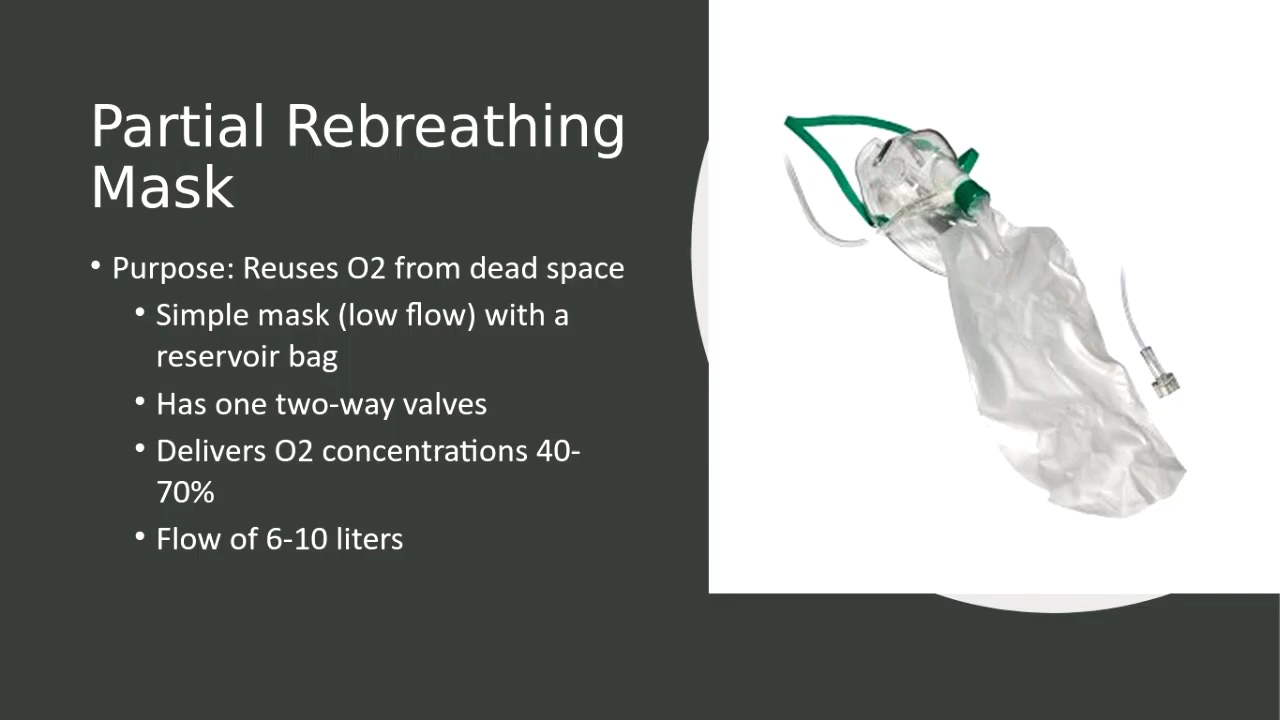 Partial Rebreathing
Mask
• Purpose: Reuses O2 from dead space
• Simple mask (low flow) with a
reservoir bag
• Has one two-way valves
• Delivers O2 concentrations 40-
70%
• Flow of 6-10 liters